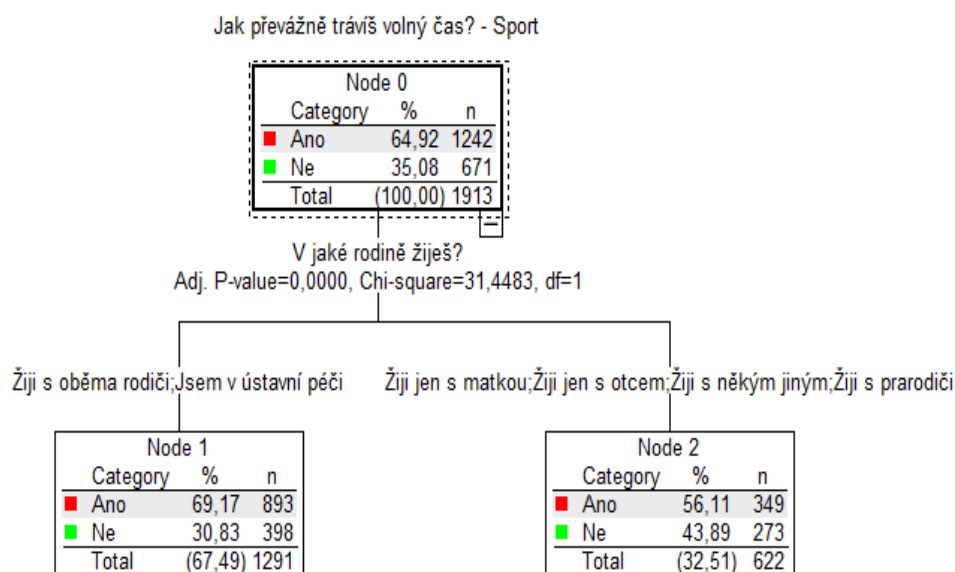 Jak převážně trávíš volný čas? - Sport
Node 0
Category % n
Ano 64,92 1242
Ne 35,08 671
Total (100,00) 1913
V jaké rodině žiješ?
Adj. P-value=0,0000, Chi-square=31,4483, df=1
Žiji s oběma rodiči;Jsem v ústavní péči
Žiji jen s matkou;Žiji jen s otcem;Žiji s někým jiným;Žiji s prarodiči
Node 1
Category % n
Ano 69,17 893
Ne 30,83 398
Total (67,49) 1291
Node 2
Category % n
Ano 56,11 349
Ne 43,89 273
Total (32,51) 622